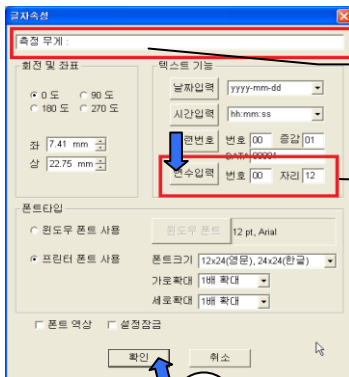 글자속성
측정 무게 :
회전 및 좌표
0 도 90 도
180 도 270 도
좌 7.41 mm
상 22.75 mm
텍스트 기능
날짜입력 yyyy-mm-dd
시간입력 hh:mm:ss
련번호 번호 00 증감 01
DATA 00001
변수입력 번호 00 자리 12
폰트타입
윈도우 폰트 사용 윈도우 폰트 12 pt, Arial
프린터 폰트 사용 폰트크기 12x24(영문), 24x24(한글)
가로확대 1배 확대
세로확대 1배 확대
폰트 역상 설정잠금
확인 취소